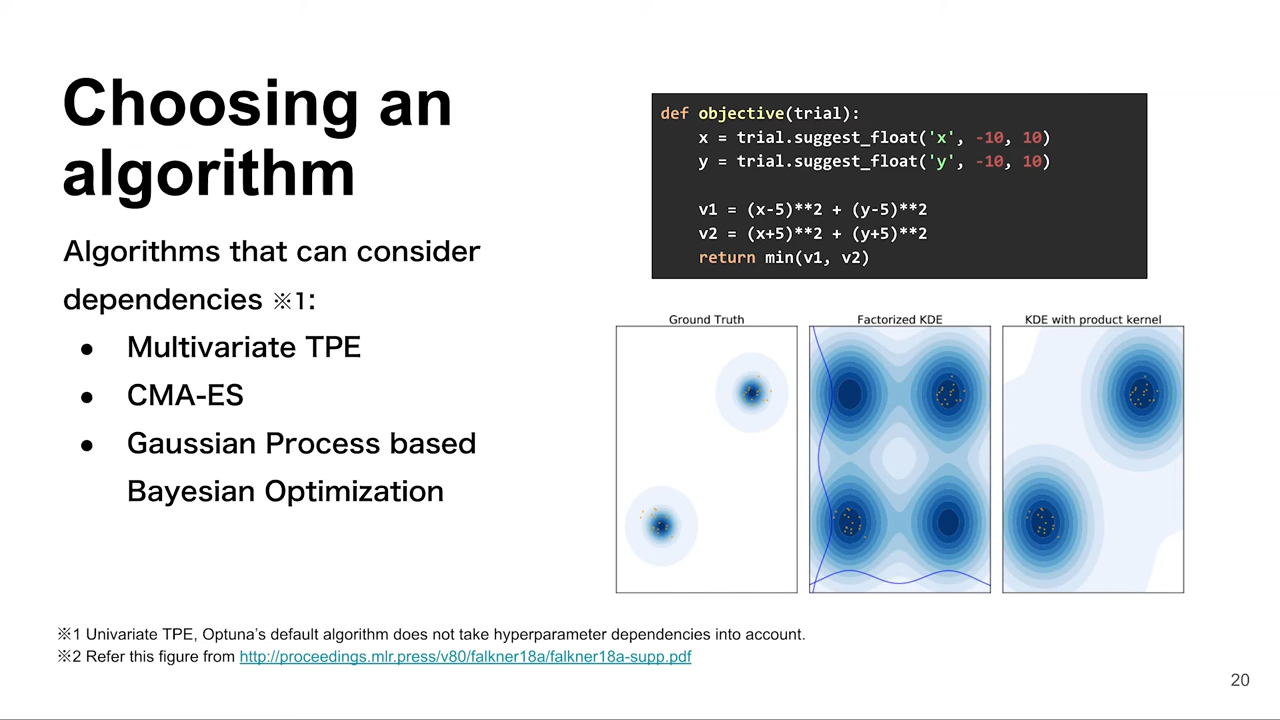 Choosing an
algorithm
Algorithms that can consider
dependencies ※1:
● Multivariate TPE
● CMA-ES
● Gaussian Process based
Bayesian Optimization
def objective(trial):
    x = trial.suggest_float('x', -10, 10)
    y = trial.suggest_float('y', -10, 10)
    v1 = (x-5)**2 + (y-5)**2
    v2 = (x+5)**2 + (y+5)**2
    return min(v1, v2)
Ground Truth
Factorized KDE
KDE with product kernel
※1 Univariate TPE, Optuna's default algorithm does not take hyperparameter dependencies into account.
※2 Refer this figure from http://proceedings.mlr.press/v80/falkner18a/falkner18a-supp.pdf
20